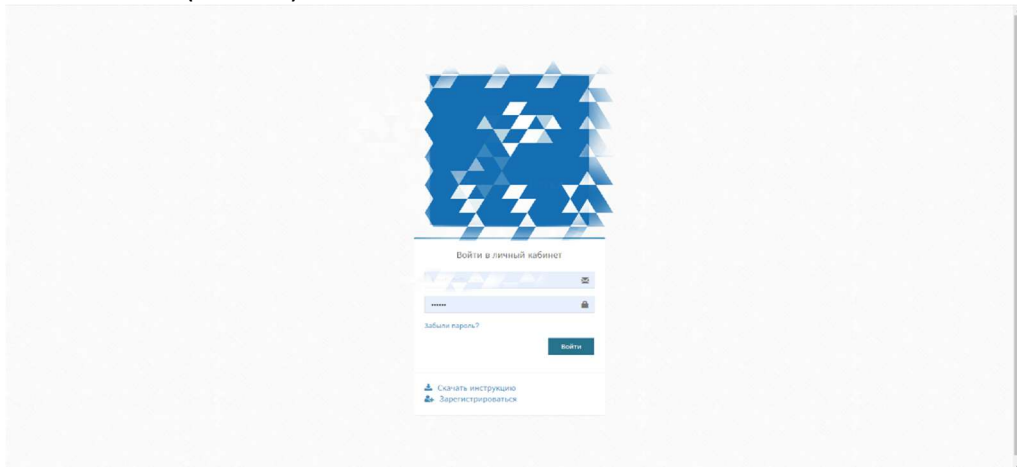 Войти в личный кабинет
••••••
Забыли пароль?
Войти
Скачать инструкцию
Зарегистрироваться